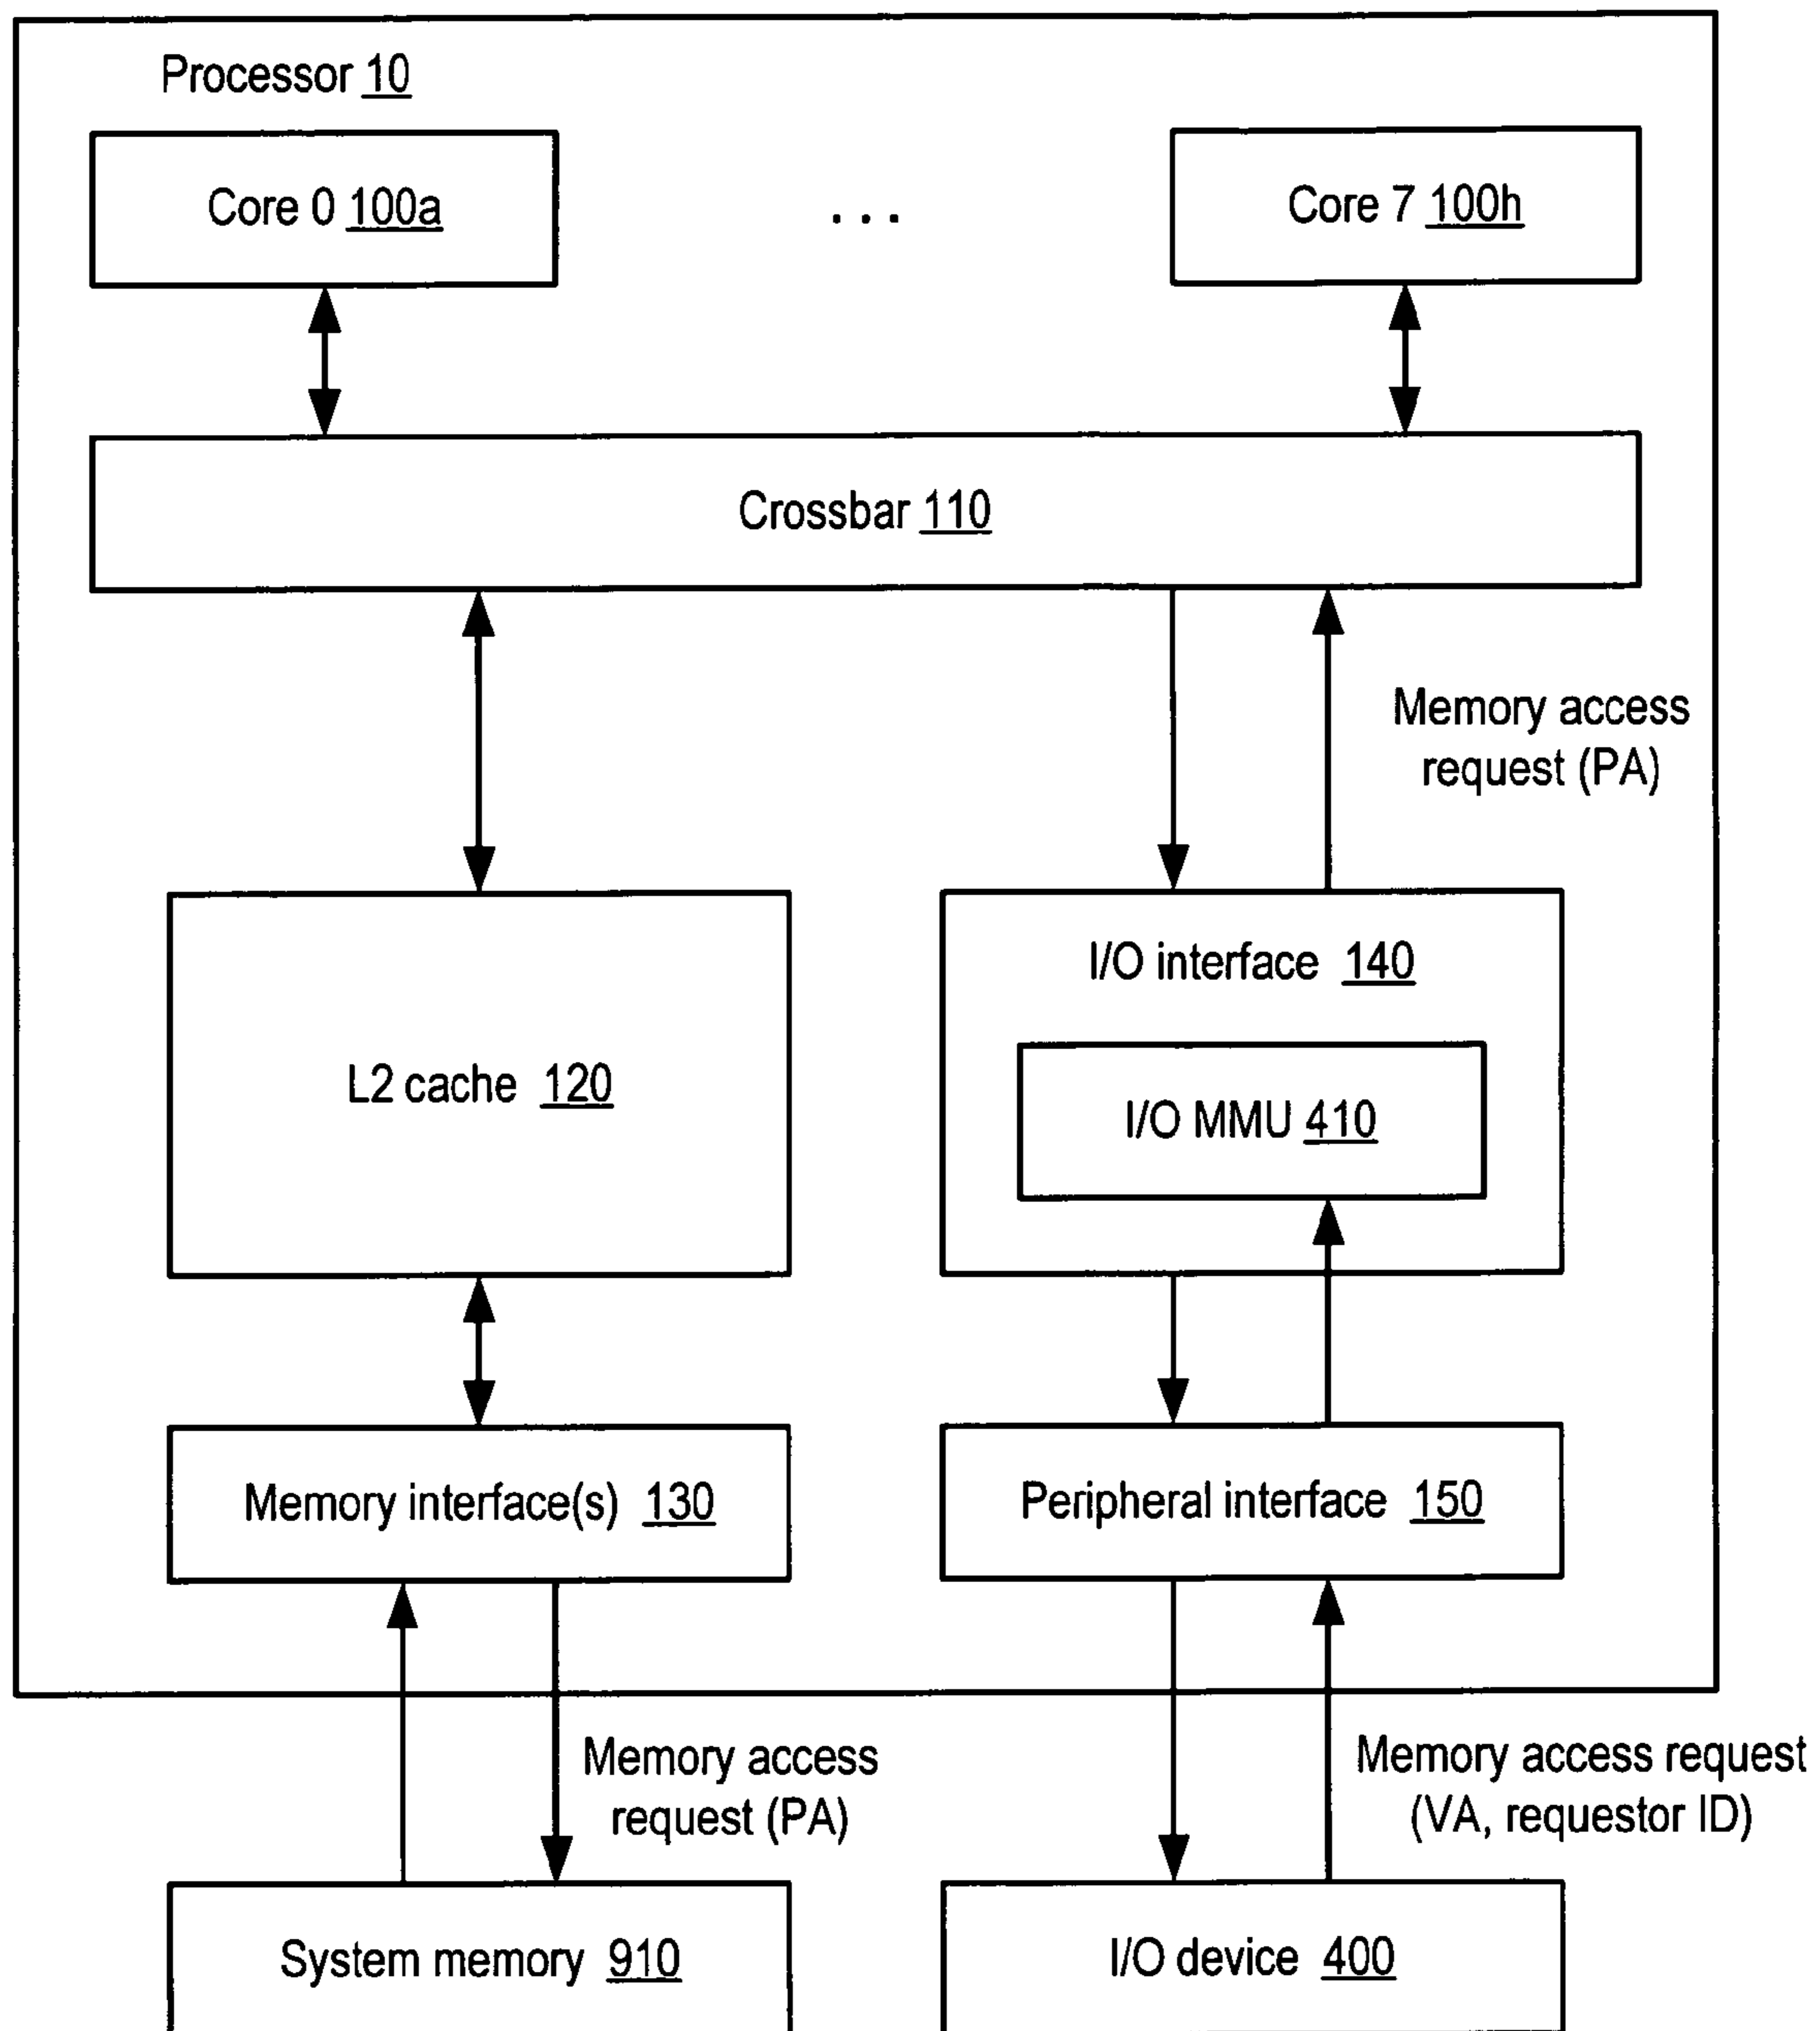 Processor 10
Core 0 100a
...
Core 7 100h
Crossbar 110
Memory access
request (PA)
I/O interface 140
L2 cache 120
I/O MMU 410
Memory interface(s) 130
Peripheral interface 150
Memory access
request (PA)
Memory access request
(VA, requestor ID)
System memory 910
I/O device 400